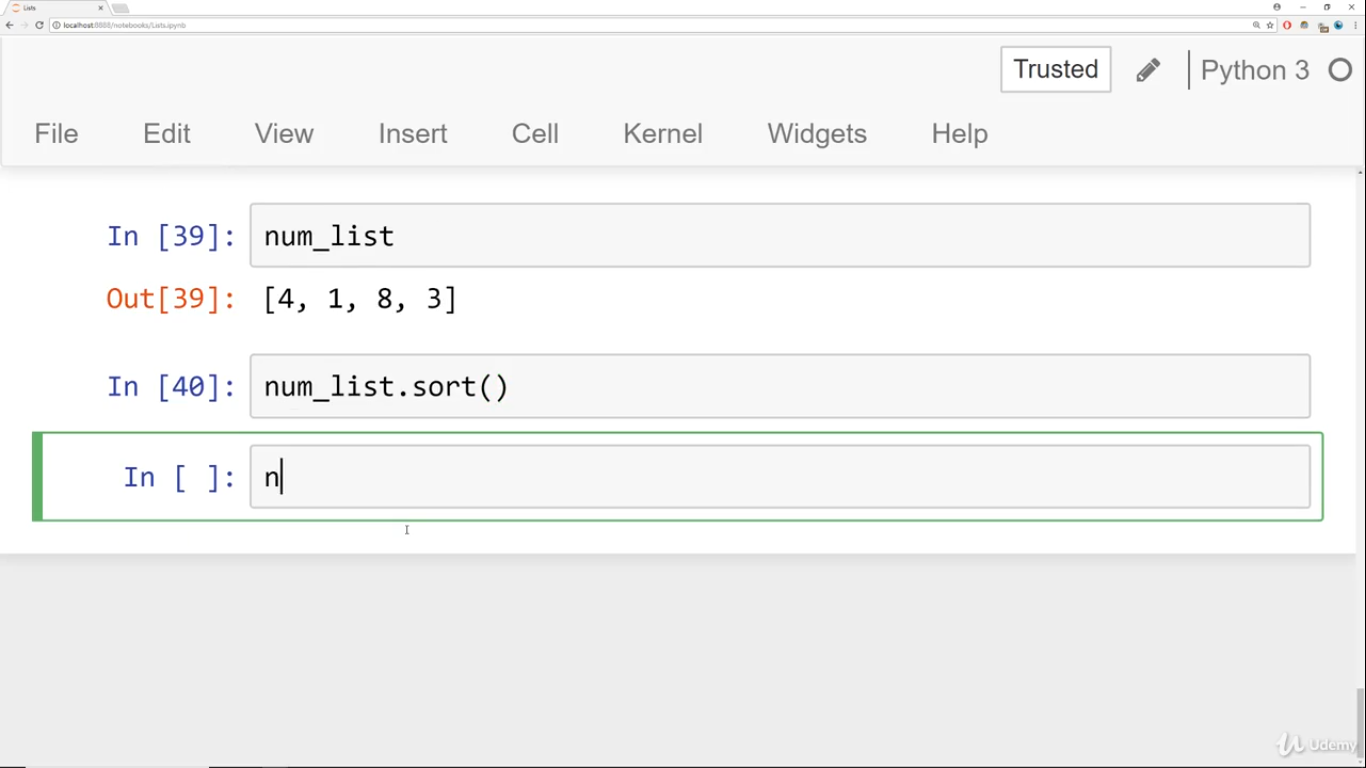 Lists
localhost:8888/notebooks/Lists.ipynb
Trusted
Python 3
File Edit View Insert Cell Kernel Widgets Help
In [39]: num_list
Out[39]: [4, 1, 8, 3]
In [40]: num_list.sort()
In [ ]: n
Udemy